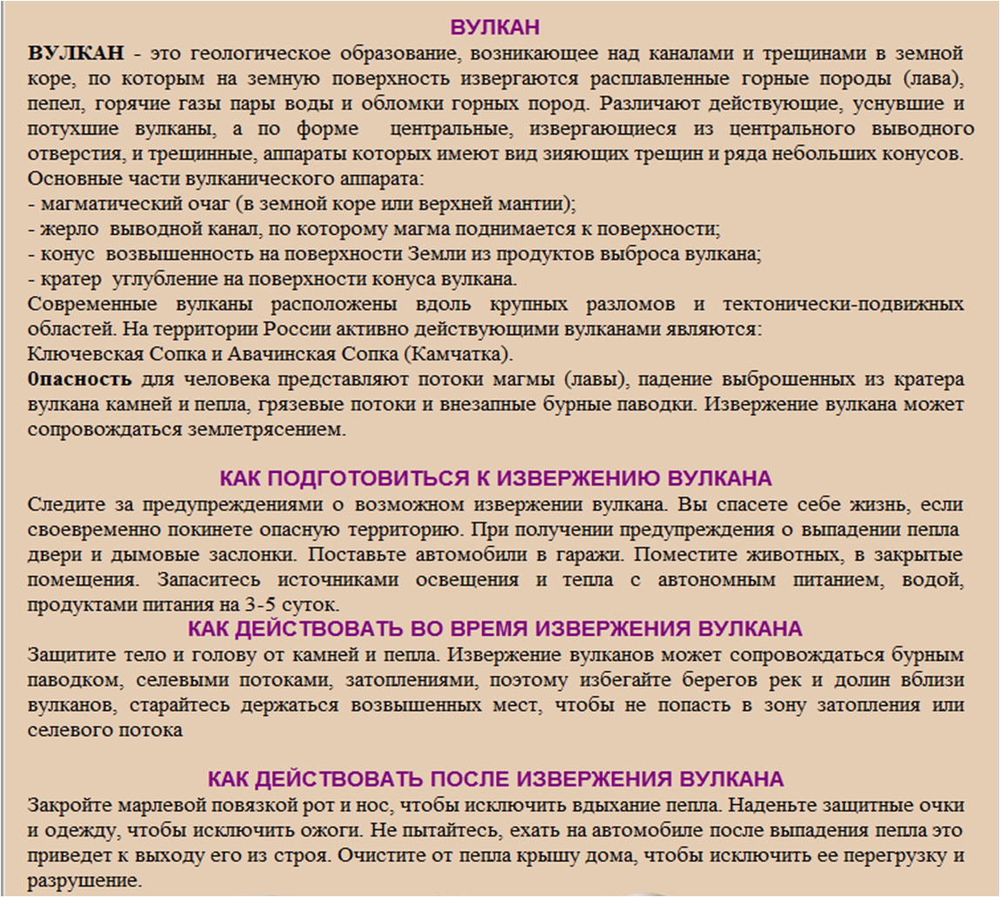 ВУЛКАН
ВУЛКАН - это геологическое образование, возникающее над каналами и трещинами в земной
коре, по которым на земную поверхность извергаются расплавленные горные породы (лава),
пепел, горячие газы пары воды и обломки горных пород. Различают действующие, уснувшие и
потухшие вулканы, а по форме центральные, извергающиеся из центрального выводного
отверстия, и трещинные, аппараты которых имеют вид зияющих трещин и ряда небольших конусов.
Основные части вулканического аппарата:
- магматический очаг (в земной коре или верхней мантии);
- жерло выводной канал, по которому магма поднимается к поверхности;
- конус возвышенность на поверхности Земли из продуктов выброса вулкана;
- кратер углубление на поверхности конуса вулкана.
Современные вулканы расположены вдоль крупных разломов и тектонически-подвижных
областей. На территории России активно действующими вулканами являются:
Ключевская Сопка и Авачинская Сопка (Камчатка).
0пасность для человека представляют потоки магмы (лавы), падение выброшенных из кратера
вулкана камней и пепла, грязевые потоки и внезапные бурные паводки. Извержение вулкана может
сопровождаться землетрясением.
КАК ПОДГОТОВИТЬСЯ К ИЗВЕРЖЕНИЮ ВУЛКАНА
Следите за предупреждениями о возможном извержении вулкана. Вы спасете себе жизнь, если
своевременно покинете опасную территорию. При получении предупреждения о выпадении пепла
двери и дымовые заслонки. Поставьте автомобили в гаражи. Поместите животных, в закрытые
помещения. Запаситесь источниками освещения и тепла с автономным питанием, водой,
продуктами питания на 3-5 суток.
КАК ДЕЙСТВОВАТЬ ВО ВРЕМЯ ИЗВЕРЖЕНИЯ ВУЛКАНА
Защитите тело и голову от камней и пепла. Извержение вулканов может сопровождаться бурным
паводком, селевыми потоками, затоплениями, поэтому избегайте берегов рек и долин вблизи
вулканов, старайтесь держаться возвышенных мест, чтобы не попасть в зону затопления или
селевого потока
КАК ДЕЙСТВОВАТЬ ПОСЛЕ ИЗВЕРЖЕНИЯ ВУЛКАНА
Закройте марлевой повязкой рот и нос, чтобы исключить вдыхание пепла. Наденьте защитные очки
и одежду, чтобы исключить ожоги. Не пытайтесь, ехать на автомобиле после выпадения пепла это
приведет к выходу его из строя. Очистите от пепла крышу дома, чтобы исключить ее перегрузку и
разрушение.